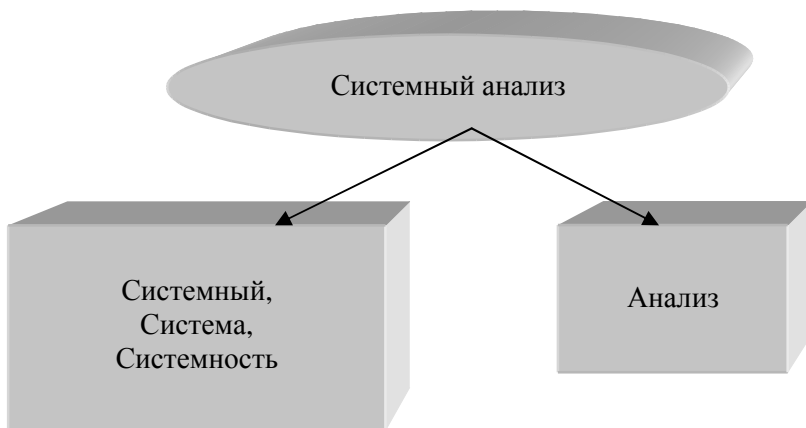 Системный анализ
Системный,
Система,
Системность
Анализ